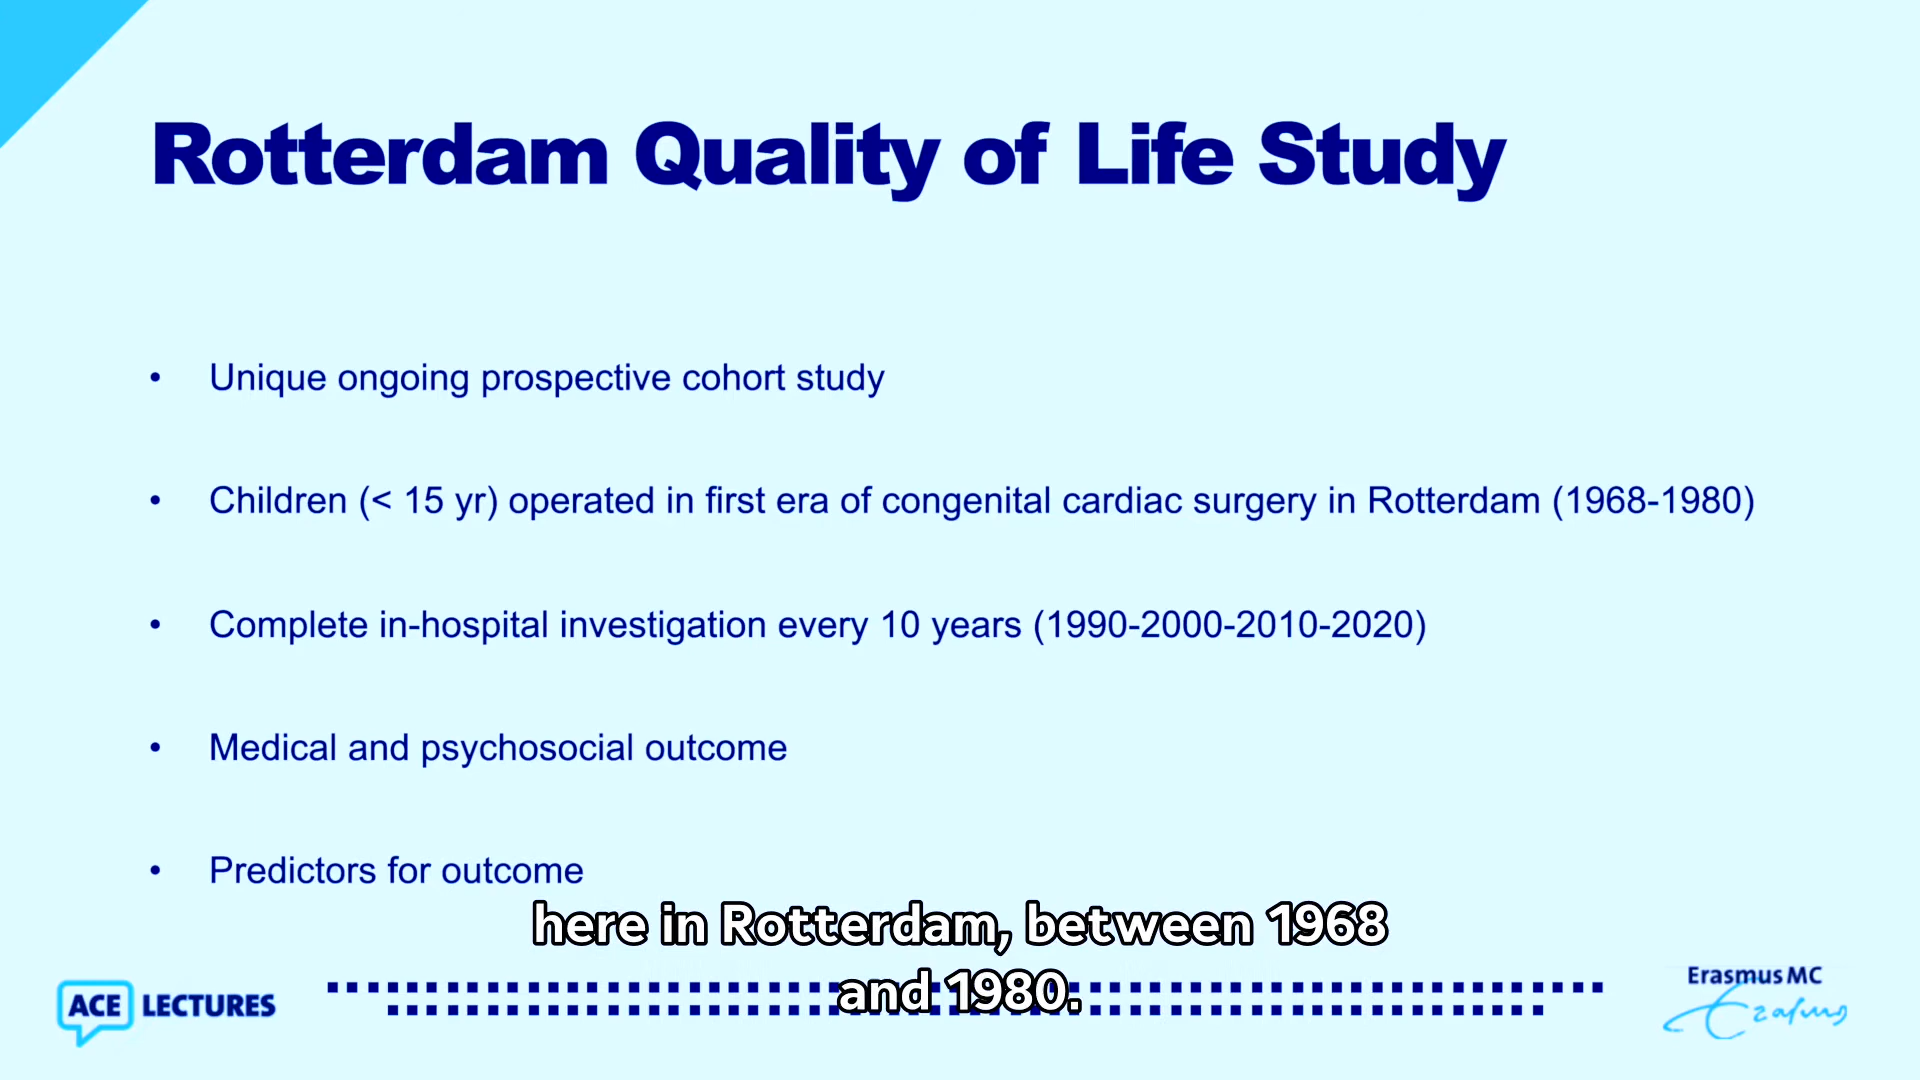 Rotterdam Quality of Life Study
• Unique ongoing prospective cohort study
• Children (< 15 yr) operated in first era of congenital cardiac surgery in Rotterdam (1968-1980)
• Complete in-hospital investigation every 10 years (1990-2000-2010-2020)
• Medical and psychosocial outcome
• Predictors for outcome
here in Rotterdam, between 1968
and 1980.
ACE LECTURES
Erasmus MC
Erasmus